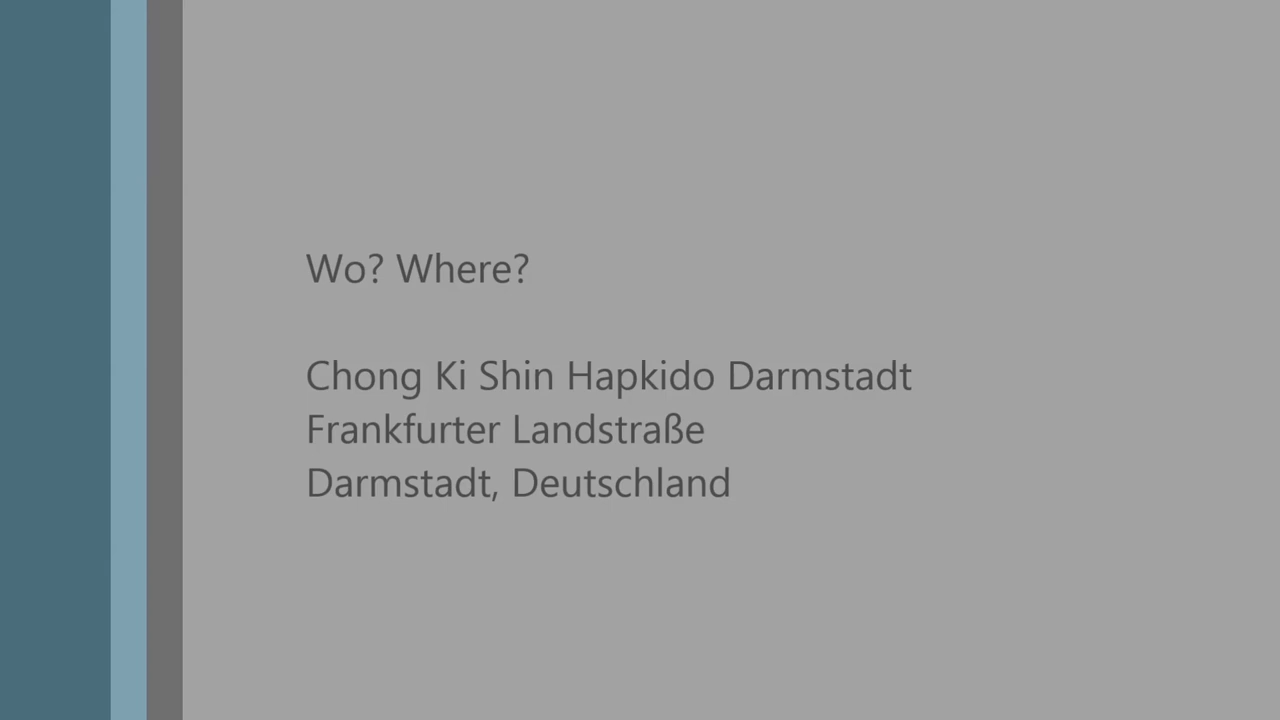 Wo? Where?
Chong Ki Shin Hapkido Darmstadt
Frankfurter Landstraße
Darmstadt, Deutschland